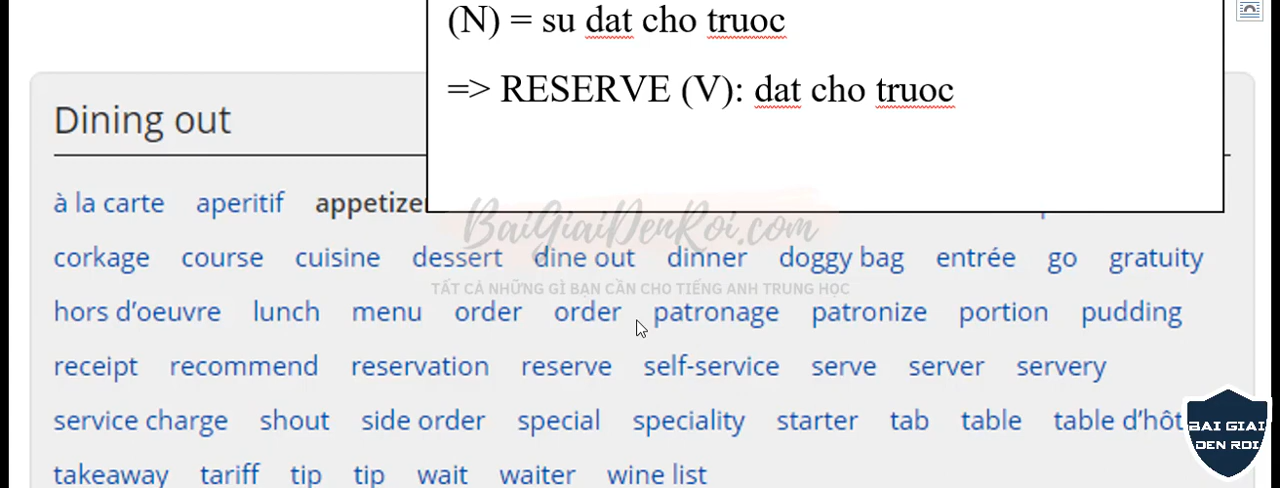 (N) = su dat cho truoc
=> RESERVE (V): dat cho truoc
Dining out
à la carte aperitif appetizer
BaiGiaiDenRoi.com
corkage course cuisine dessert dine out dinner doggy bag entrée go gratuity
TẤT CẢ NHỮNG GÌ BẠN CẦN CHO TIẾNG ANH TRUNG HỌC
hors d’oeuvre lunch menu order order patronage patronize portion pudding
receipt recommend reservation reserve self-service serve server servery
service charge shout side order special speciality starter tab table table d’hôt
BAI GIAI
DEN ROI
takeaway tariff tip tip wait waiter wine list